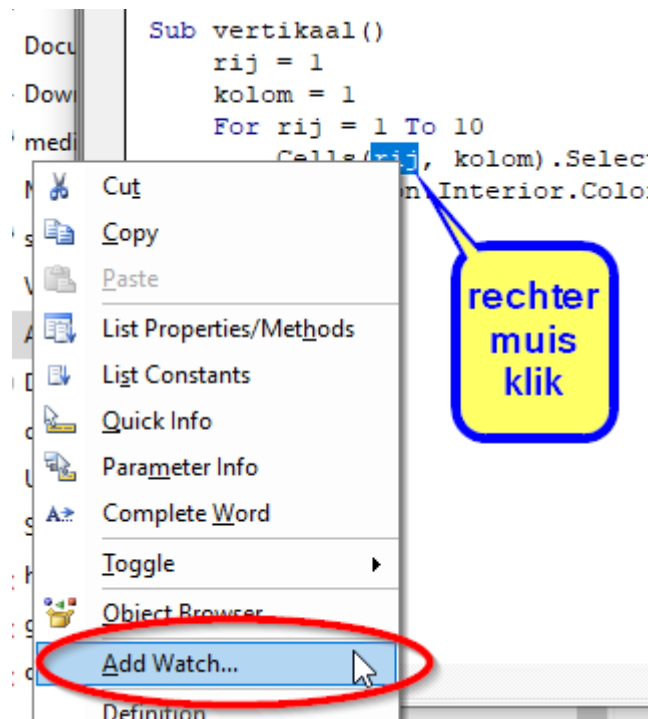 Docu
Down
medi
Sub vertikaal()
rij = 1
kolom = 1
For rij = 1 To 10
Cells(rij, kolom).Select
n.Interior.Color
Cut
Copy
Paste
List Properties/Methods
List Constants
Quick Info
Parameter Info
Complete Word
Toggle
Object Browser
Add Watch...
Definition
rechter
muis
klik